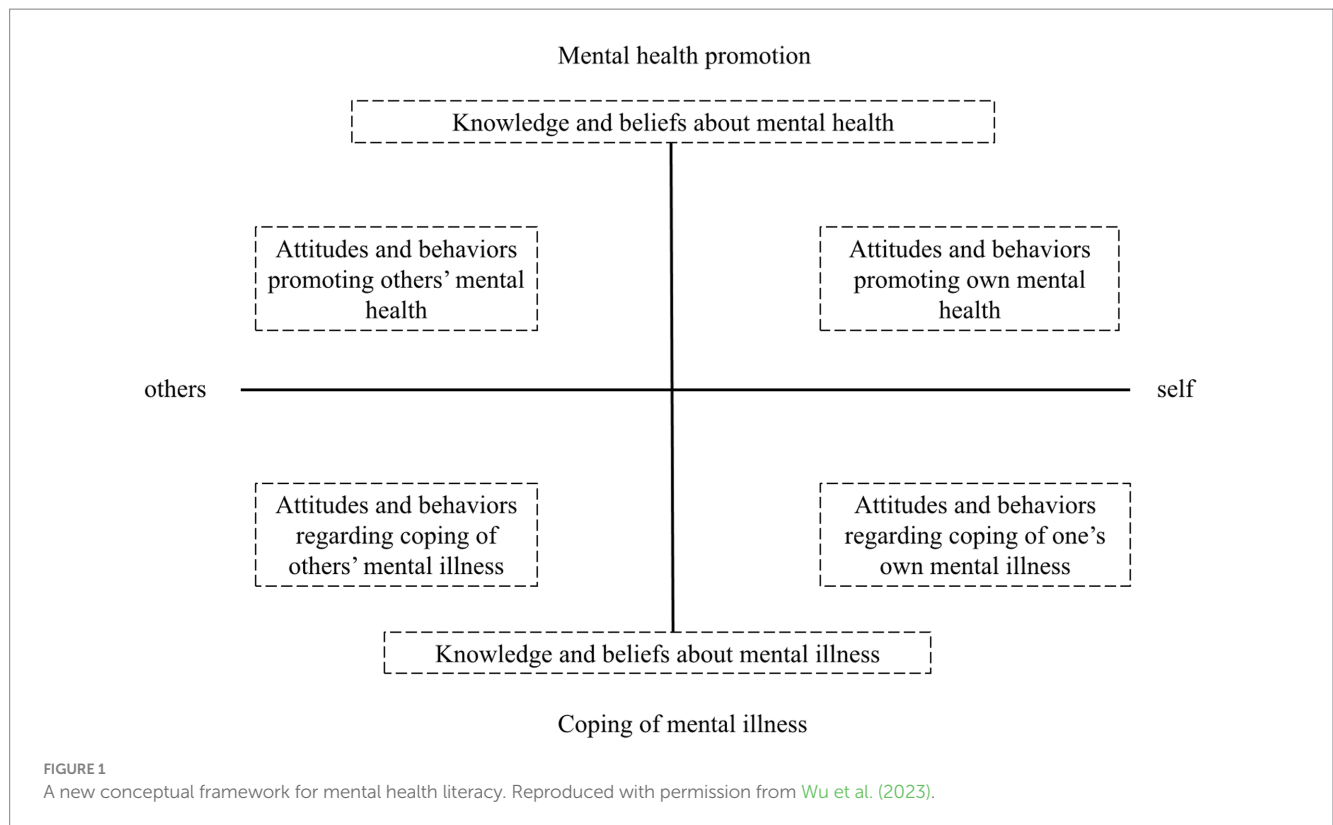 Mental health promotion
Knowledge and beliefs about mental health
Attitudes and behaviors
promoting others’ mental
health
Attitudes and behaviors
promoting own mental
health
others
self
Attitudes and behaviors
regarding coping of
others’ mental illness
Attitudes and behaviors
regarding coping of one’s
own mental illness
Knowledge and beliefs about mental illness
Coping of mental illness
FIGURE 1
A new conceptual framework for mental health literacy. Reproduced with permission from Wu et al. (2023).